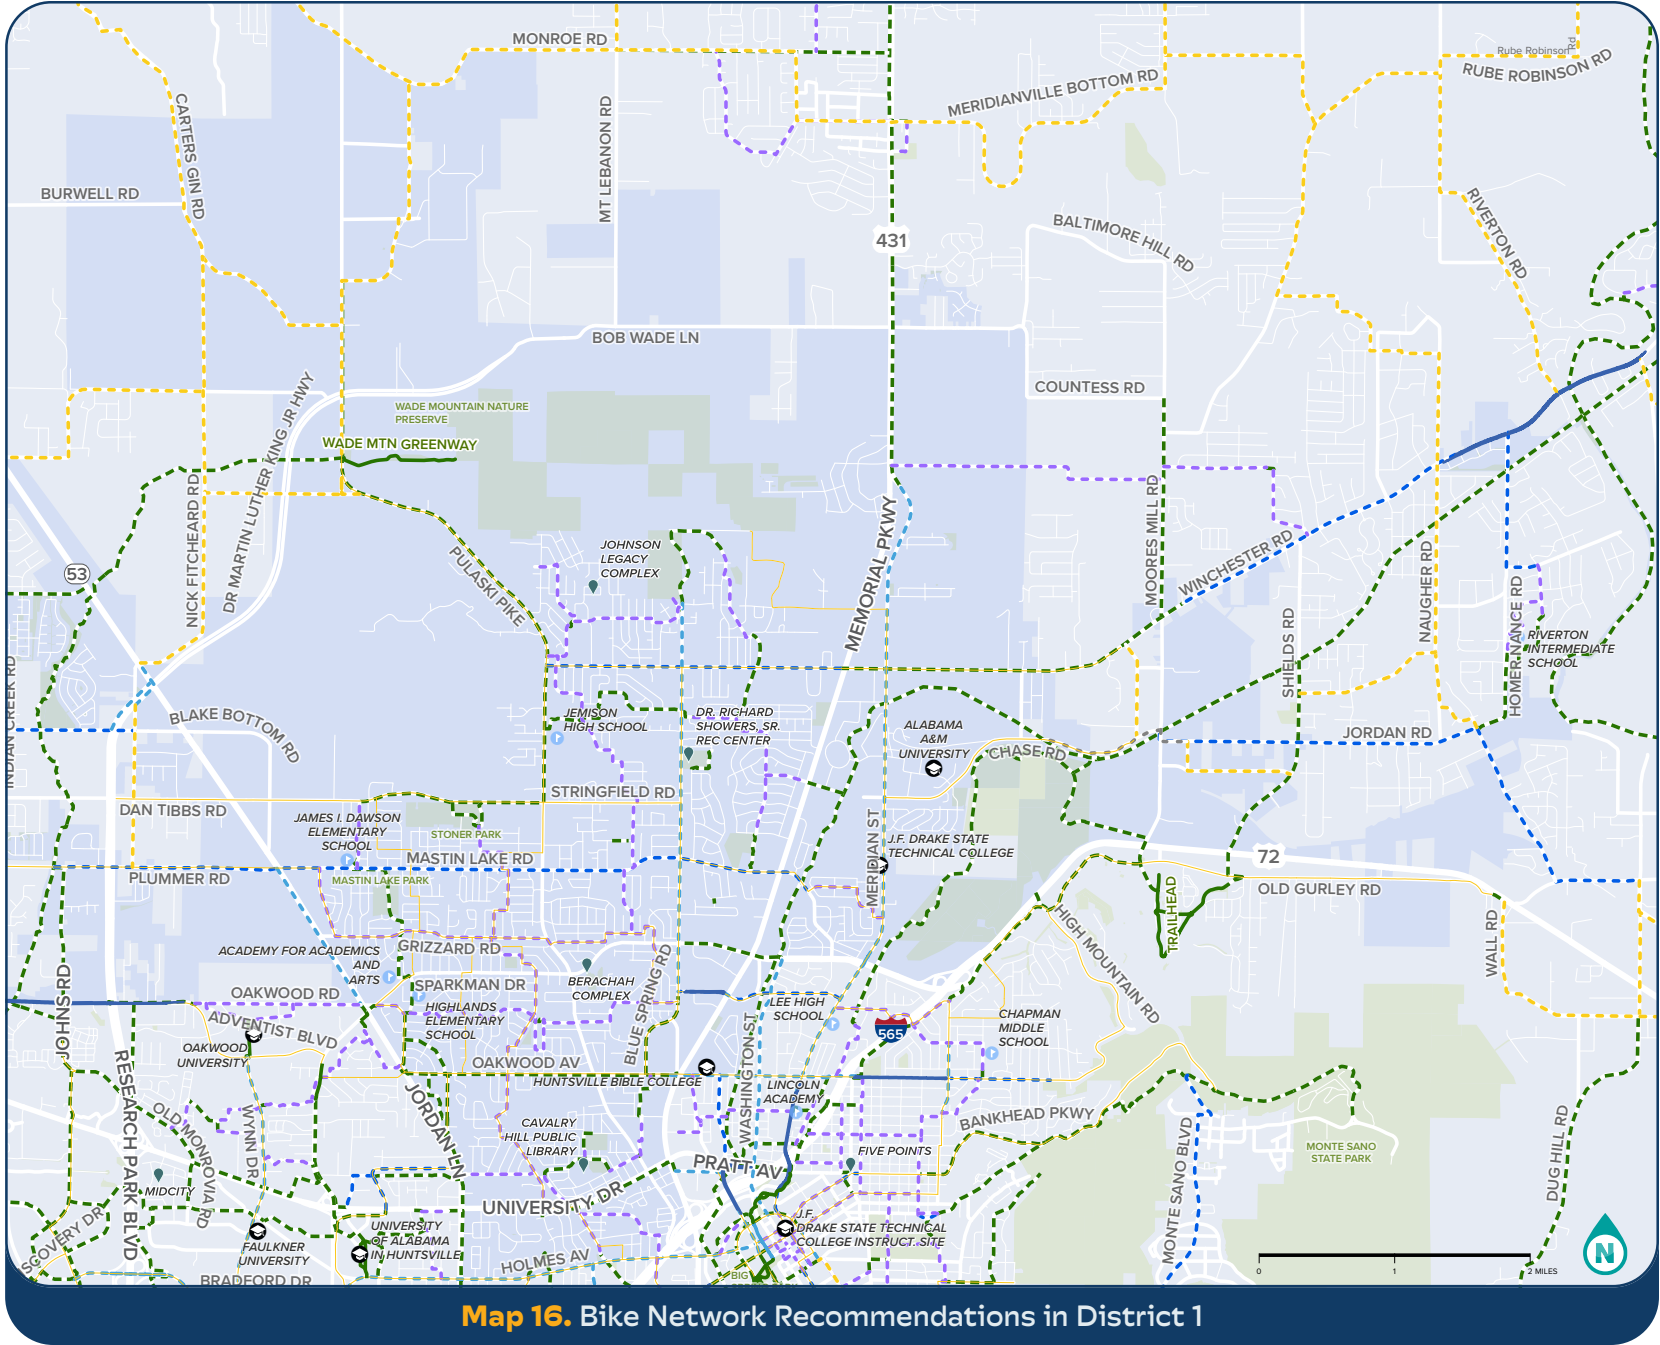 MONROE RD
Rube Robinson
Rd
RUBE ROBINSON RD
MERIDIANVILLE BOTTOM RD
CARTERS GIN RD
MT LEBANON RD
BURWELL RD
431
BALTIMORE HILL RD
RIVERTON RD
BOB WADE LN
COUNTESS RD
WADE MOUNTAIN NATURE
PRESERVE
WADE MTN GREENWAY
DR MARTIN LUTHER KING JR HWY
NICK FITCHEARD RD
MEMORIAL PKWY
MOORES MILL RD
WINCHESTER RD
53
PULASKI PIKE
JOHNSON
LEGACY
COMPLEX
NAUGHER RD
HOMER NANCE RD
SHIELDS RD
RIVERTON
INTERMEDIATE
SCHOOL
INDIAN CREEK RD
BLAKE BOTTOM RD
JEMISON
HIGH SCHOOL
DR. RICHARD
SHOWERS, SR.
REC CENTER
ALABAMA
A&M
UNIVERSITY
CHASE RD
JORDAN RD
STRINGFIELD RD
DAN TIBBS RD
JAMES I. DAWSON
ELEMENTARY
SCHOOL
STONER PARK
MERIDIAN ST
J.F. DRAKE STATE
TECHNICAL COLLEGE
MASTIN LAKE RD
72
PLUMMER RD
MASTIN LAKE PARK
OLD GURLEY RD
TRAILHEAD
HIGH MOUNTAIN RD
WALL RD
ACADEMY FOR ACADEMICS
AND
ARTS
GRIZZARD RD
BLUE SPRING RD
BERACHAH
COMPLEX
SPARKMAN DR
OAKWOOD RD
JOHNS RD
HIGHLANDS
ELEMENTARY
SCHOOL
LEE HIGH
SCHOOL
ADVENTIST BLVD
OAKWOOD
UNIVERSITY
565
CHAPMAN
MIDDLE
SCHOOL
WASHINGTON ST
OAKWOOD AV
HUNTSVILLE BIBLE COLLEGE
LINCOLN
ACADEMY
RESEARCH PARK BLVD
OLD MONROVIA RD
WYNN DR
JORDAN LN
CAVALRY
HILL PUBLIC
LIBRARY
BANKHEAD PKWY
MONTE SANO BLVD
DUG HILL RD
FIVE POINTS
MONTE SANO
STATE PARK
PRATT AV
MIDCITY
UNIVERSITY DR
SCOVERY DR
UNIVERSITY
OF ALABAMA
IN HUNTSVILLE
J.F.
DRAKE STATE TECHNICAL
COLLEGE INSTRUCT. SITE
FAULKNER
UNIVERSITY
HOLMES AV
BRADFORD DR
BIG
N
0 1 2 MILES
Map 16. Bike Network Recommendations in District 1